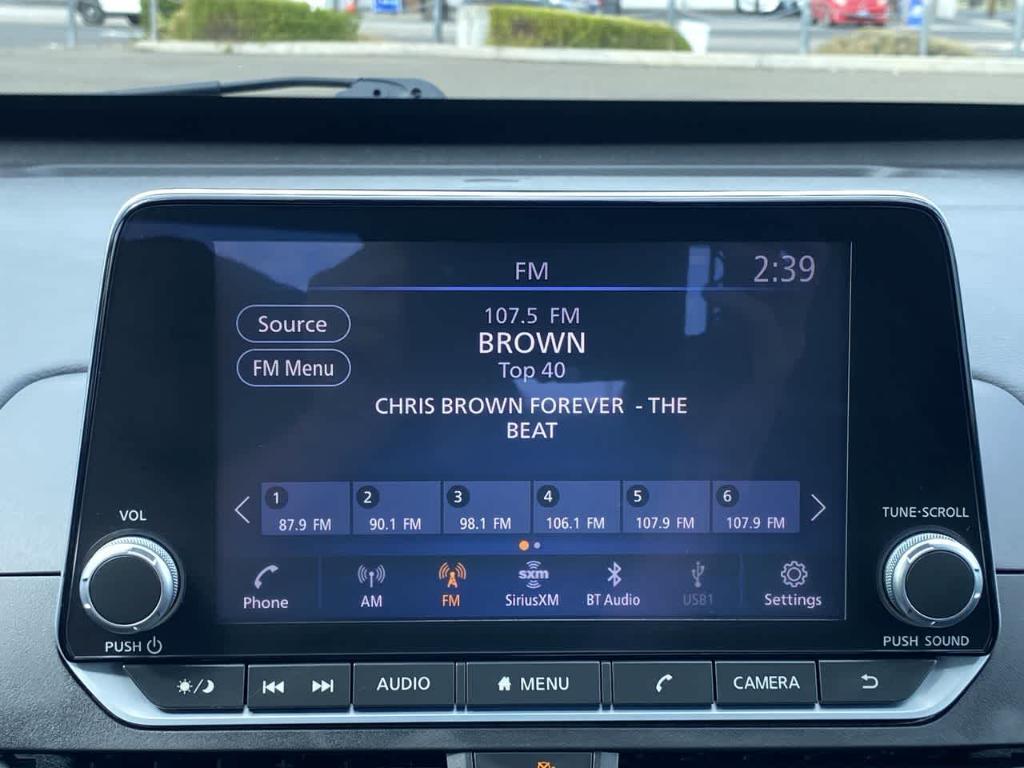 FM
2:39
Source
107.5 FM
BROWN
FM Menu
Top 40
CHRIS BROWN FOREVER - THE
BEAT
1 2 3 4 5 6
87.9 FM 90.1 FM 98.1 FM 106.1 FM 107.9 FM 107.9 FM
VOL
TUNE·SCROLL
sxm
Phone AM FM SiriusXM BT Audio USB1 Settings
PUSH
PUSH SOUND
AUDIO MENU CAMERA